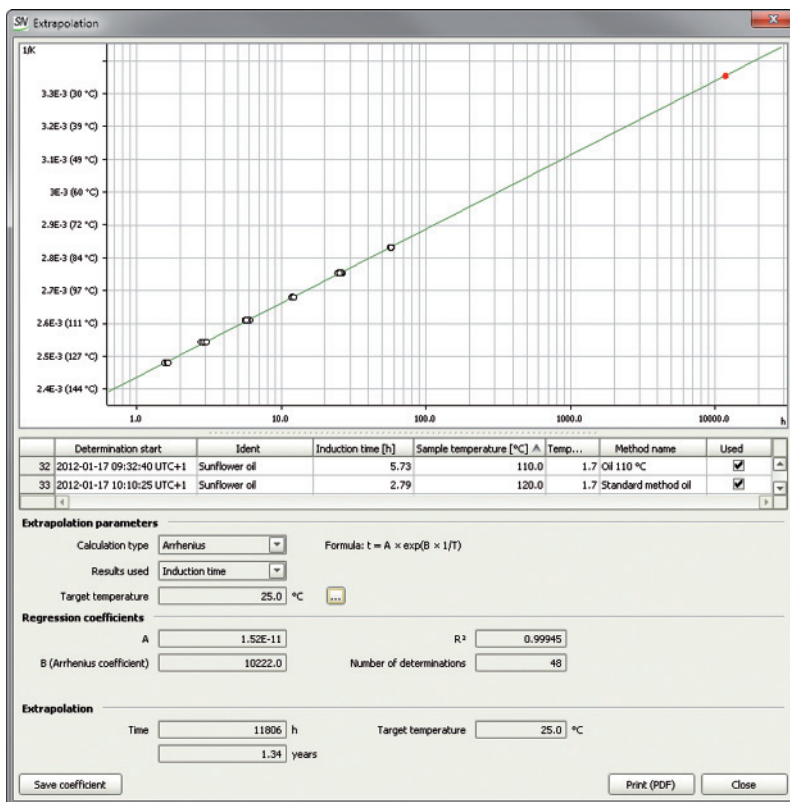 SN Extrapolation
1/K
3.3E-3 (30 °C)
3.2E-3 (39 °C)
3.1E-3 (49 °C)
3E-3 (60 °C)
2.9E-3 (72 °C)
2.8E-3 (84 °C)
2.7E-3 (97 °C)
2.6E-3 (111 °C)
2.5E-3 (127 °C)
2.4E-3 (144 °C)
1.0 10.0 100.0 1000.0 10000.0 h
Determination start Ident Induction time [h] Sample temperature [°C] Temp... Method name Used
32 2012-01-17 09:32:40 UTC+1 Sunflower oil 5.73 110.0 1.7 Oil 110 °C
33 2012-01-17 10:10:25 UTC+1 Sunflower oil 2.79 120.0 1.7 Standard method oil
Extrapolation parameters
Calculation type Arrhenius Formula: t = A × exp(B × 1/T)
Results used Induction time
Target temperature 25.0 °C ...
Regression coefficients
A 1.52E-11 R² 0.99945
B (Arrhenius coefficient) 10222.0 Number of determinations 48
Extrapolation
Time 11806 h Target temperature 25.0 °C
1.34 years
Save coefficient Print (PDF) Close